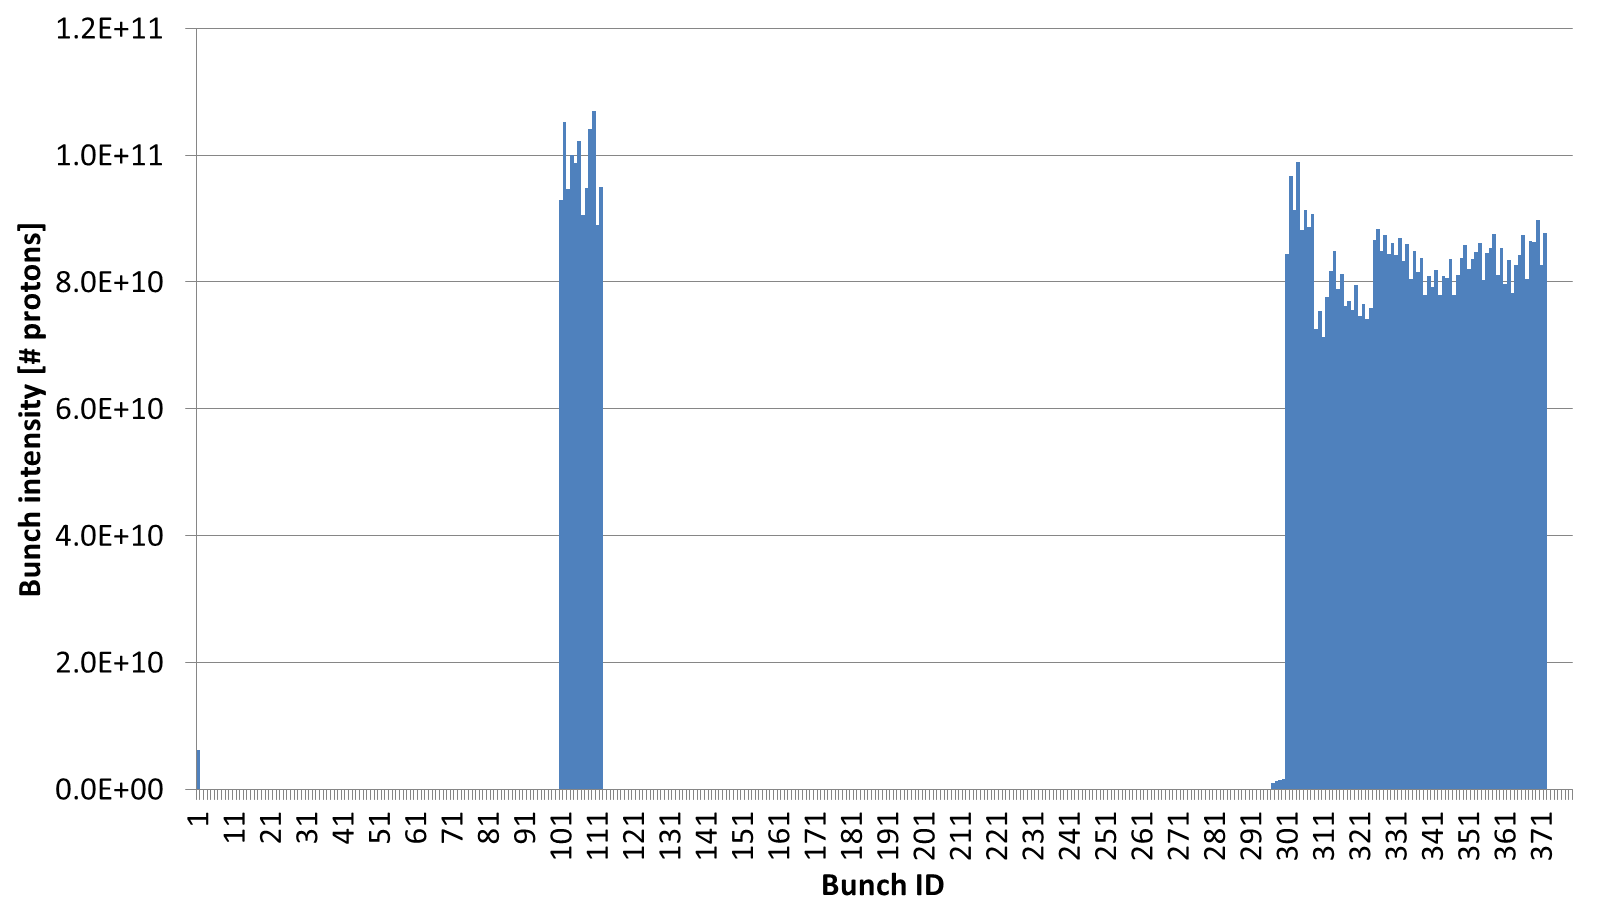 Bunch intensity [# protons]
1.2E+11
1.0E+11
8.0E+10
6.0E+10
4.0E+10
2.0E+10
0.0E+00
1 11 21 31 41 51 61 71 81 91 101 111 121 131 141 151 161 171 181 191 201 211 221 231 241 251 261 271 281 291 301 311 321 331 341 351 361 371
Bunch ID